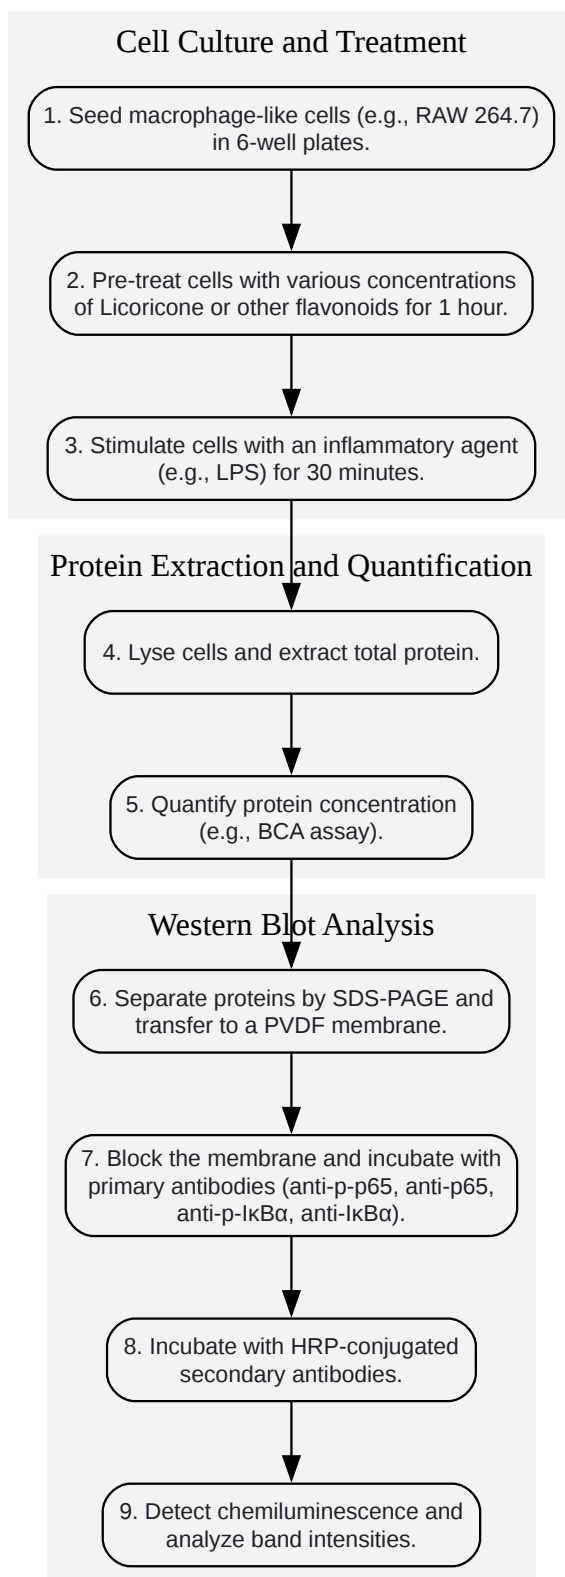 Cell Culture and Treatment
1. Seed macrophage-like cells (e.g., RAW 264.7)
in 6-well plates.
2. Pre-treat cells with various concentrations
of Licoricone or other flavonoids for 1 hour.
3. Stimulate cells with an inflammatory agent
(e.g., LPS) for 30 minutes.
Protein Extraction and Quantification
4. Lyse cells and extract total protein.
5. Quantify protein concentration
(e.g., BCA assay).
Western Blot Analysis
6. Separate proteins by SDS-PAGE and
transfer to a PVDF membrane.
7. Block the membrane and incubate with
primary antibodies (anti-p-p65, anti-p65,
anti-p-IκBα, anti-IκBα).
8. Incubate with HRP-conjugated
secondary antibodies.
9. Detect chemiluminescence and
analyze band intensities.